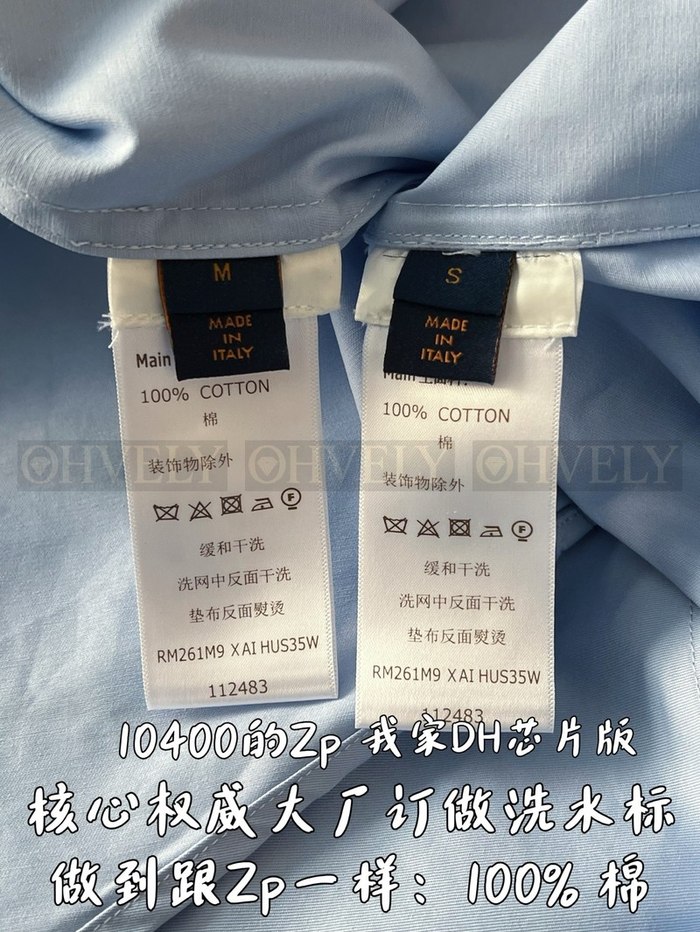 M
MADE
IN
ITALY
Main
100% COTTON
棉
装饰物除外
F
缓和干洗
洗网中反面干洗
垫布反面熨烫
RM261M9 XAI HUS35W
112483
S
MADE
IN
ITALY
100% COTTON
棉
装饰物除外
F
缓和干洗
洗网中反面干洗
垫布反面熨烫
RM261M9 XAI HUS35W
112483
OHVELY OHVELY OHVELY
10400的Zp 我家DH芯片版
核心权威大厂订做洗水标
做到跟Zp一样：100% 棉